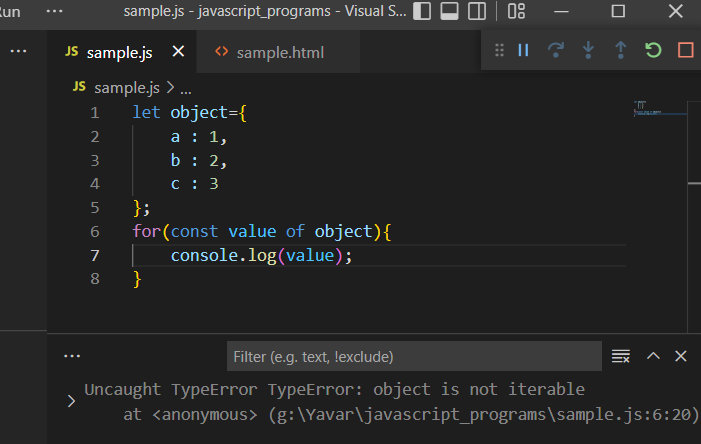 Run ··· sample.js - javascript_programs - Visual S...
··· JS sample.js <> sample.html
JS sample.js > ...
1 let object={
2 a : 1,
3 b : 2,
4 c : 3
5 };
6 for(const value of object){
7 console.log(value);
8 }
··· Filter (e.g. text, !exclude)
> Uncaught TypeError TypeError: object is not iterable
at <anonymous> (g:\Yavar\javascript_programs\sample.js:6:20)